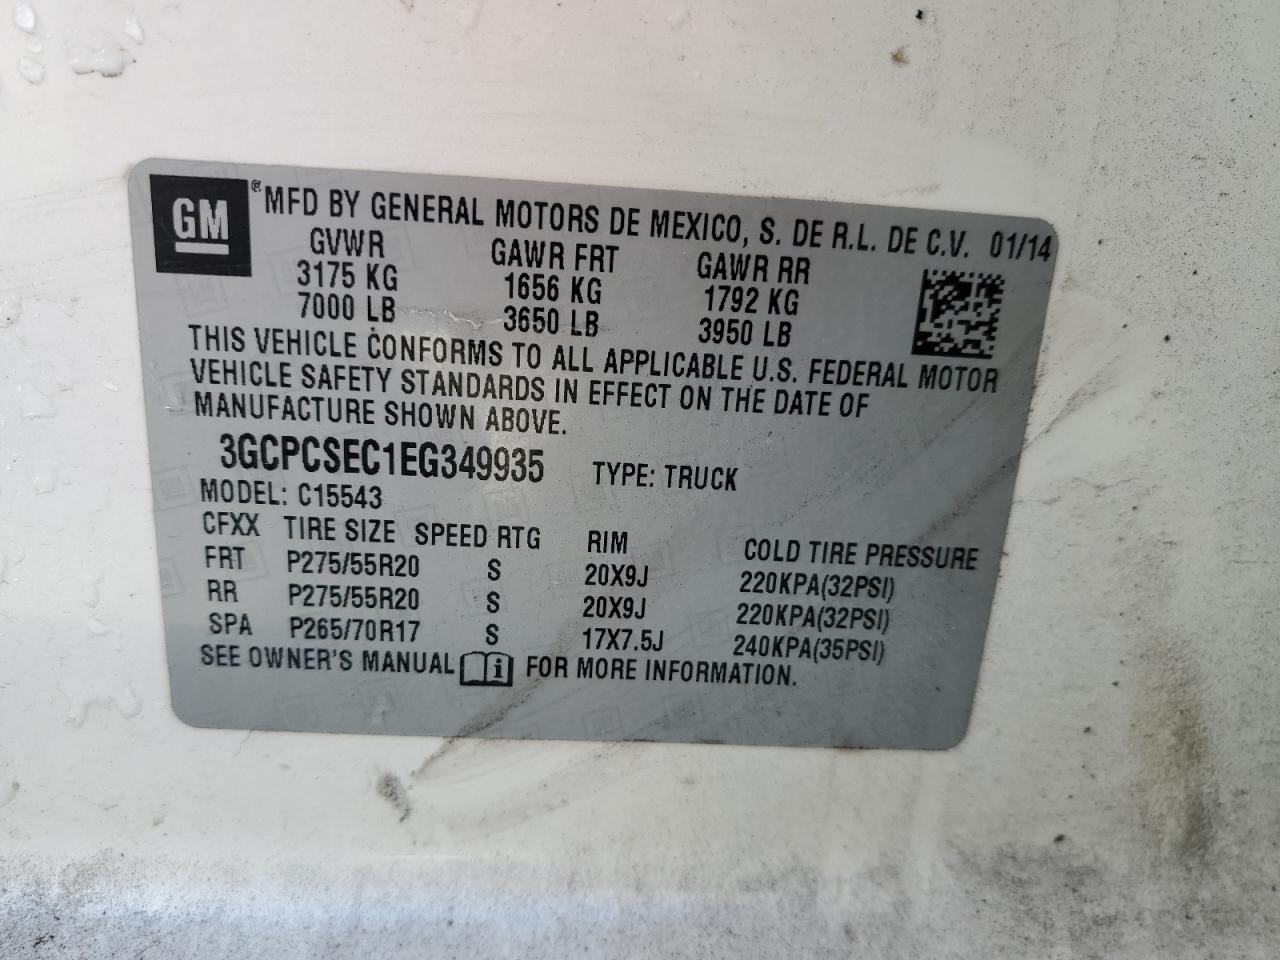 GM ® MFD BY GENERAL MOTORS DE MEXICO, S. DE R.L. DE C.V. 01/14
GVWR GAWR FRT GAWR RR
3175 KG 1656 KG 1792 KG
7000 LB 3650 LB 3950 LB
THIS VEHICLE CONFORMS TO ALL APPLICABLE U.S. FEDERAL MOTOR
VEHICLE SAFETY STANDARDS IN EFFECT ON THE DATE OF
MANUFACTURE SHOWN ABOVE.
3GCPCSEC1EG349935 TYPE: TRUCK
MODEL: C15543
CFXX TIRE SIZE SPEED RTG RIM COLD TIRE PRESSURE
FRT P275/55R20 S 20X9J 220KPA(32PSI)
RR P275/55R20 S 20X9J 220KPA(32PSI)
SPA P265/70R17 S 17X7.5J 240KPA(35PSI)
SEE OWNER'S MANUAL i FOR MORE INFORMATION.